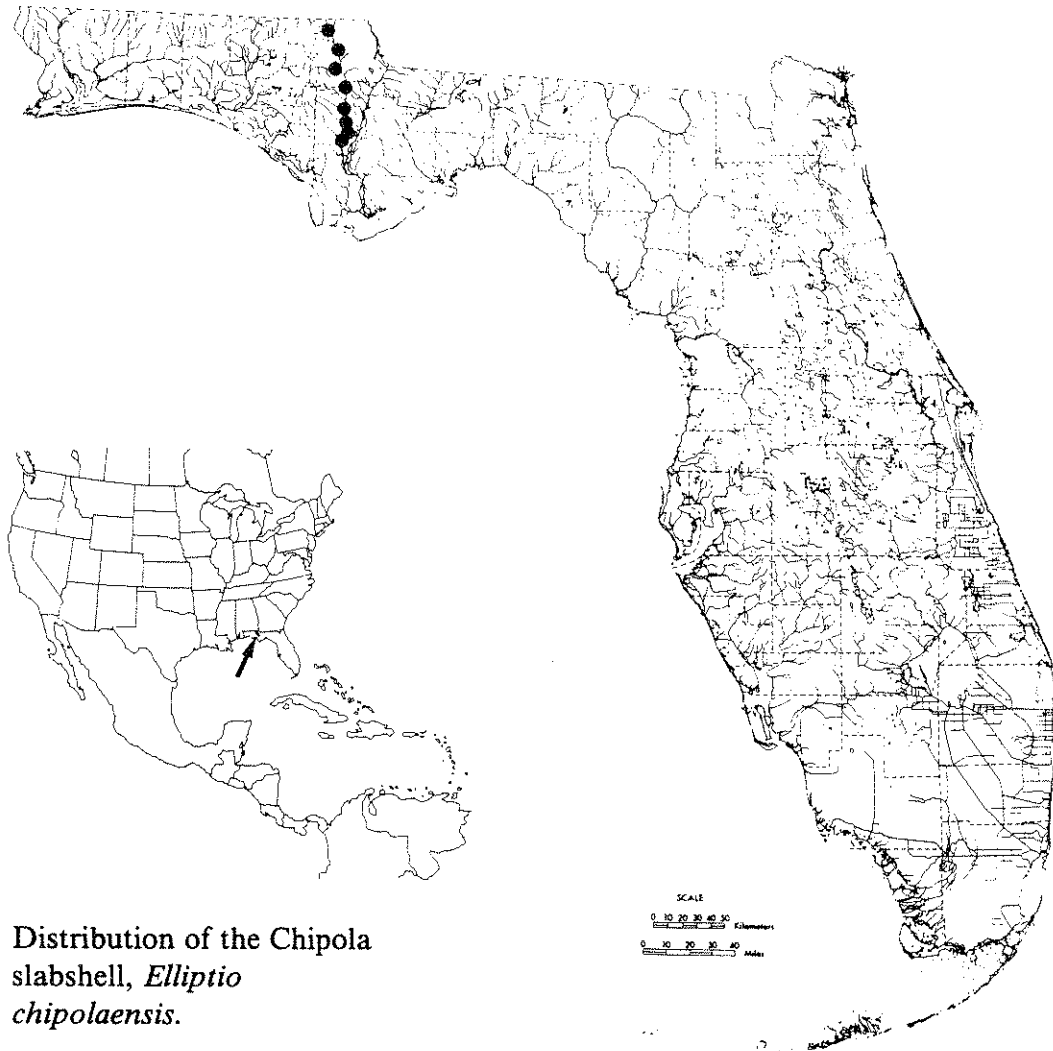 SCALE
0 10 20 30 40 50 Kilometers
0 10 20 30 40 Miles
Distribution of the Chipola
slabshell, Elliptio
chipolaensis.